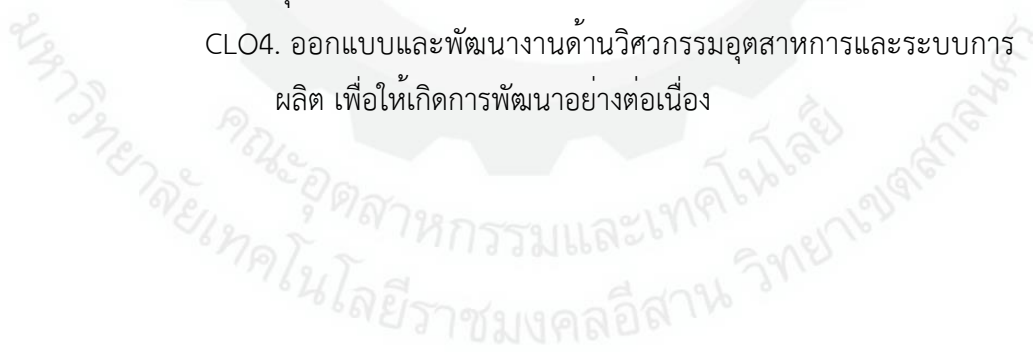 CLO4. ออกแบบและพัฒนางานด้านวิศวกรรมอุตสาหการและระบบการ
ผลิต เพื่อให้เกิดการพัฒนาอย่างต่อเนื่อง
คณะอุตสาหกรรมและเทคโนโลยี
มหาวิทยาลัยเทคโนโลยีราชมงคลอีสาน วิทยาเขตสกลนคร